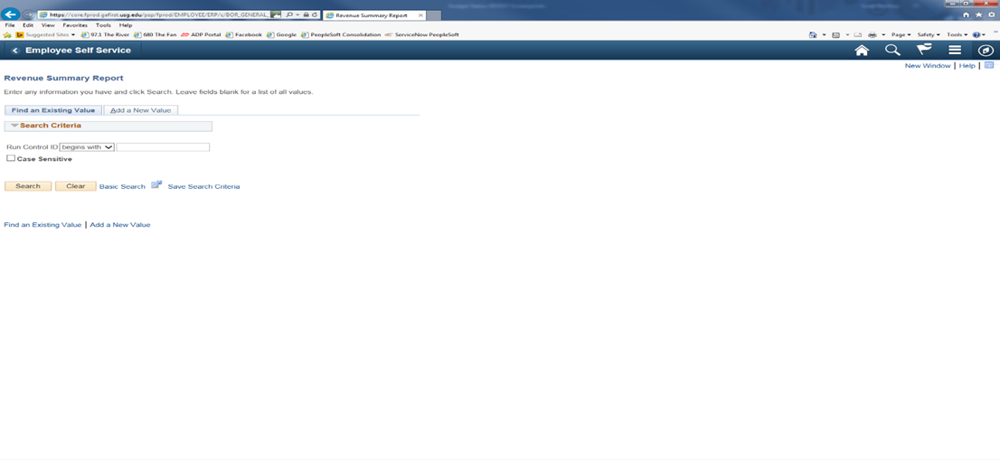 https://core.fprod.gafirst.usg.edu/psp/fprod/EMPLOYEE/ERP/c/BOR_GENERAL_
Revenue Summary Report
File Edit View Favorites Tools Help
Suggested Sites 97.1 The River 680 The Fan ADP Portal Facebook Google PeopleSoft Consolidation ServiceNow PeopleSoft Page Safety Tools
Employee Self Service
New Window | Help |
Revenue Summary Report
Enter any information you have and click Search. Leave fields blank for a list of all values.
Find an Existing Value Add a New Value
Search Criteria
Run Control ID begins with
Case Sensitive
Search Clear Basic Search Save Search Criteria
Find an Existing Value | Add a New Value